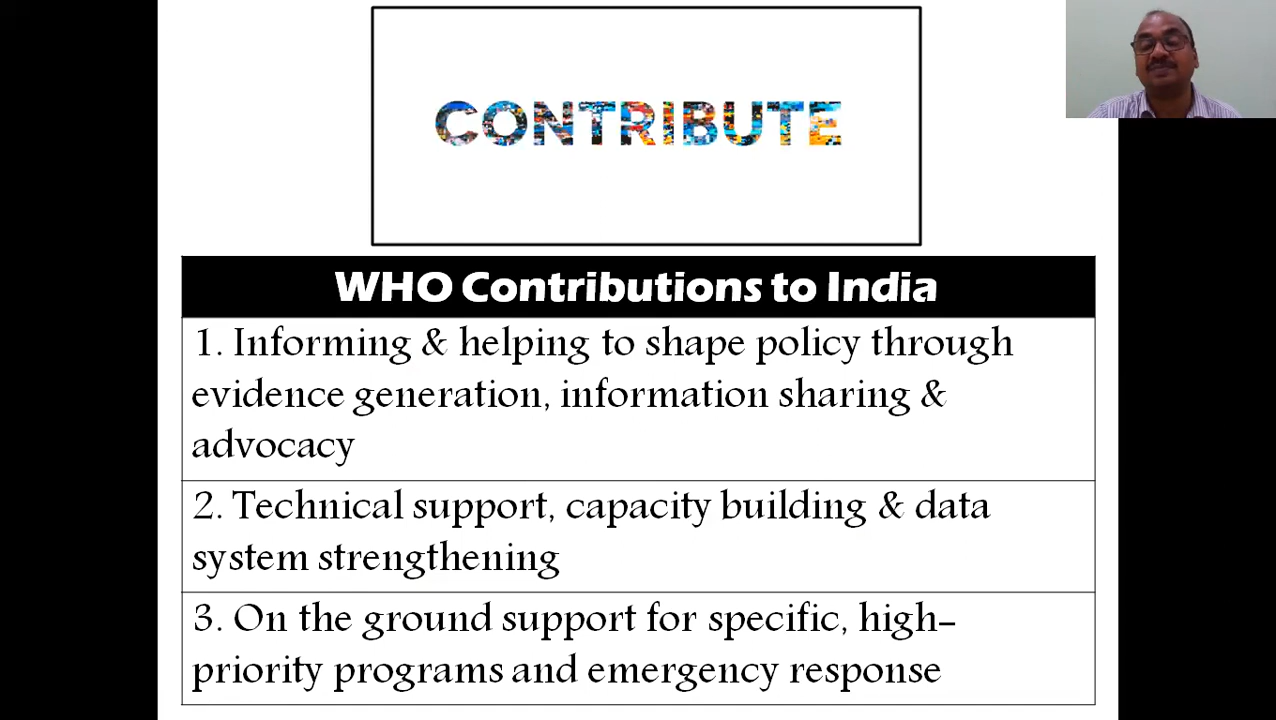 CONTRIBUTE
WHO Contributions to India
1. Informing & helping to shape policy through
evidence generation, information sharing &
advocacy
2. Technical support, capacity building & data
system strengthening
3. On the ground support for specific, high-
priority programs and emergency response